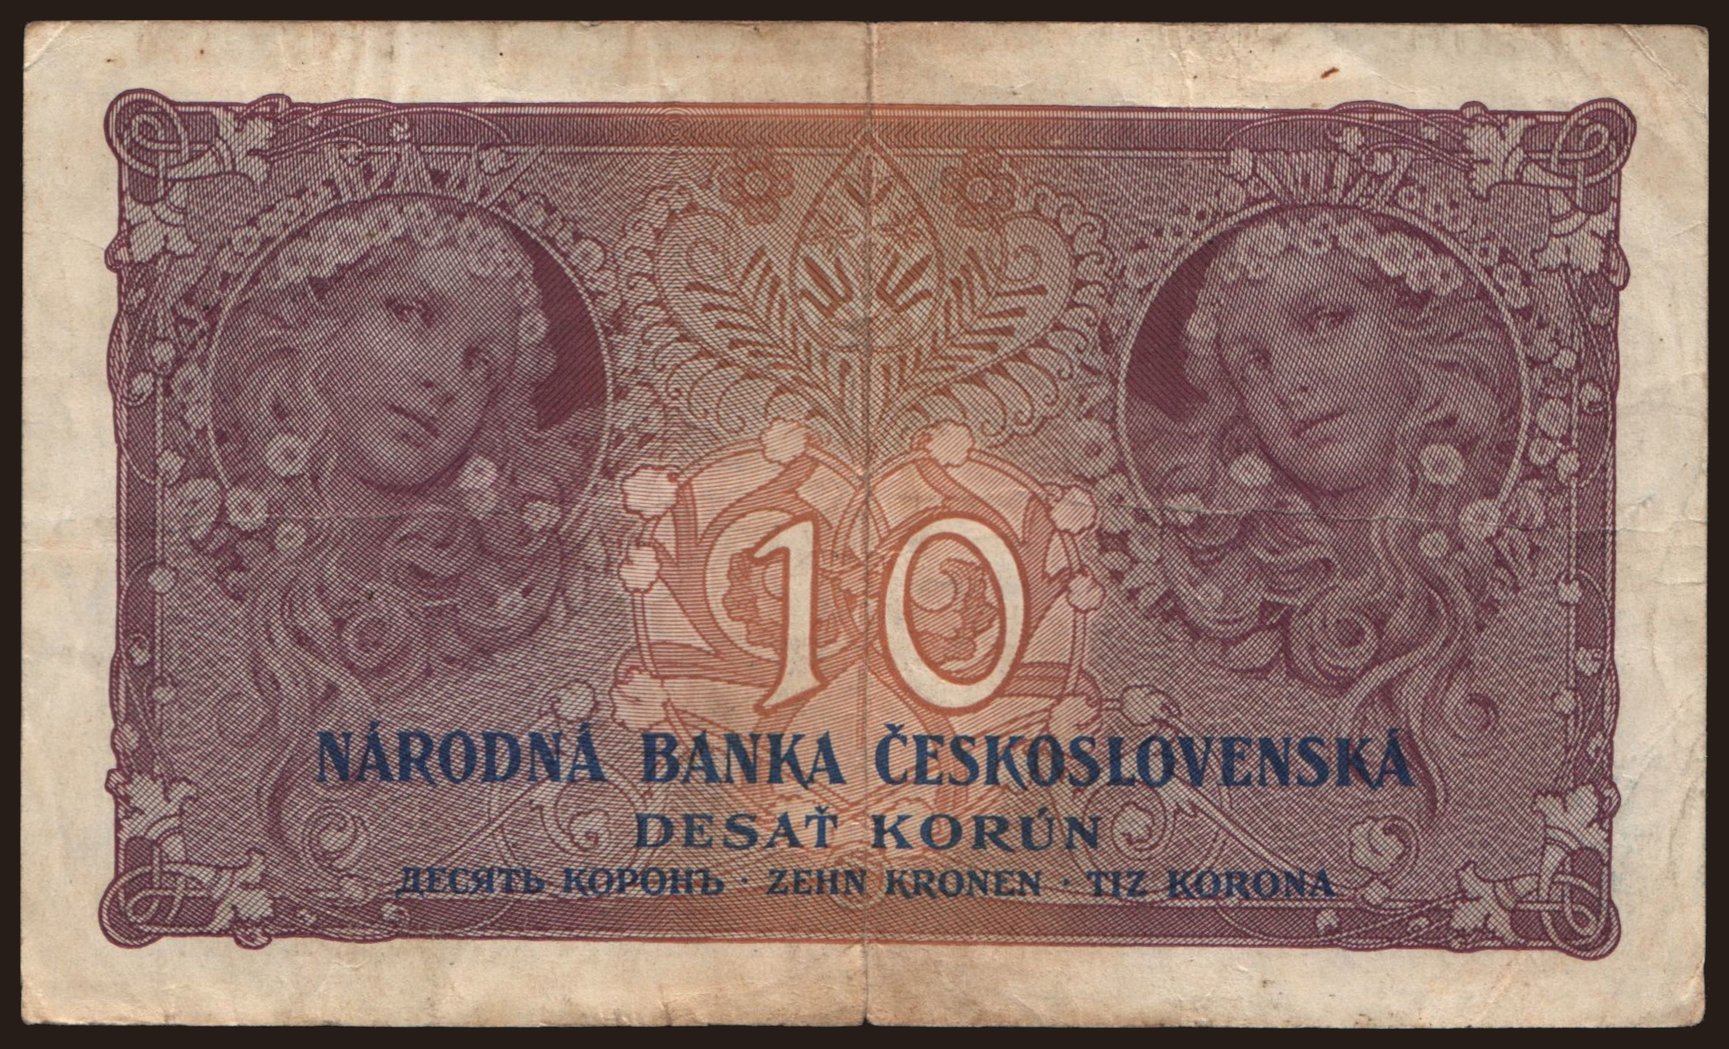 10
NÁRODNÁ BANKA ČESKOSLOVENSKÁ
DESAŤ KORÚN
ДЕСЯТЬ КОРОНЪ · ZEHN KRONEN · TIZ KORONA